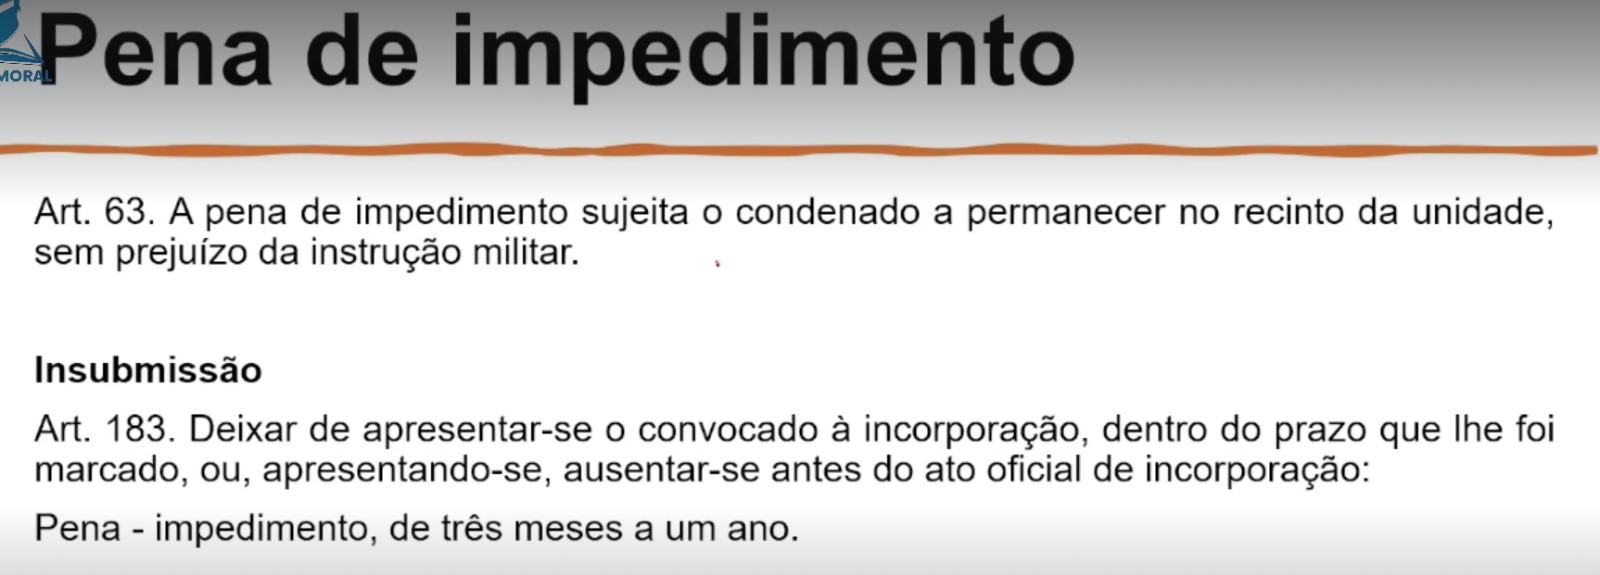 Pena de impedimento
MORAL
Art. 63. A pena de impedimento sujeita o condenado a permanecer no recinto da unidade,
sem prejuízo da instrução militar.
Insubmissão
Art. 183. Deixar de apresentar-se o convocado à incorporação, dentro do prazo que lhe foi
marcado, ou, apresentando-se, ausentar-se antes do ato oficial de incorporação:
Pena - impedimento, de três meses a um ano.